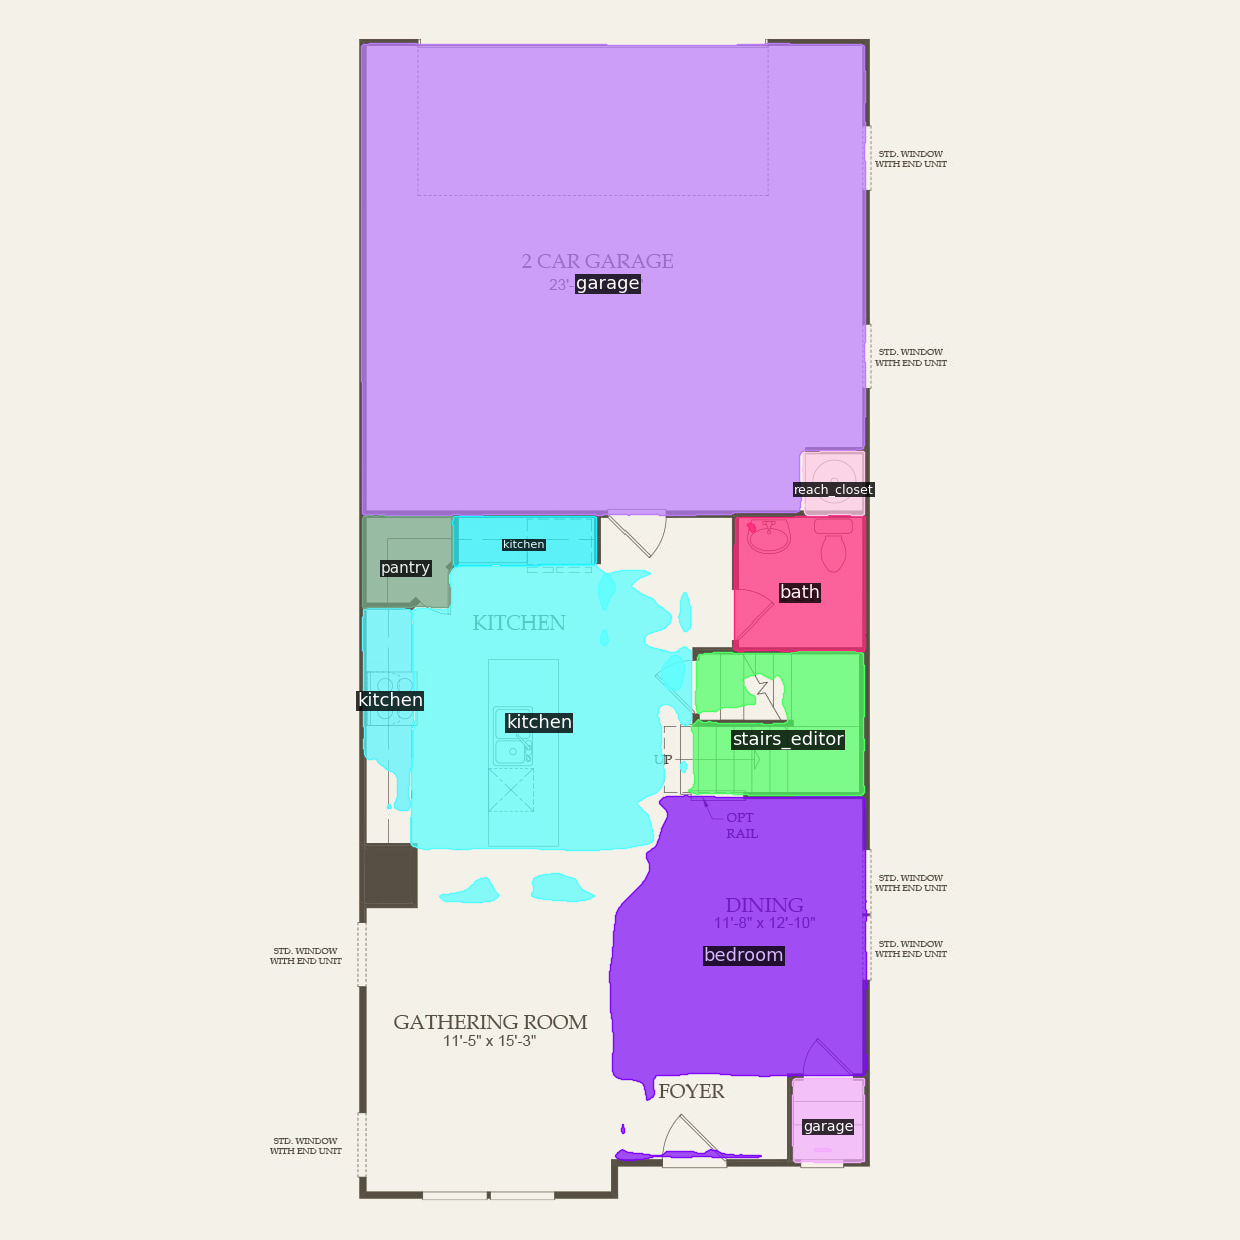 STD. WINDOW
WITH END UNIT
2 CAR GARAGE
23'-
garage
STD. WINDOW
WITH END UNIT
reach_closet
kitchen
pantry
bath
KITCHEN
kitchen
kitchen
stairs_editor
UP
OPT
RAIL
STD. WINDOW
WITH END UNIT
DINING
11'-8" x 12'-10"
bedroom
STD. WINDOW
WITH END UNIT
STD. WINDOW
WITH END UNIT
GATHERING ROOM
11'-5" x 15'-3"
FOYER
garage
STD. WINDOW
WITH END UNIT